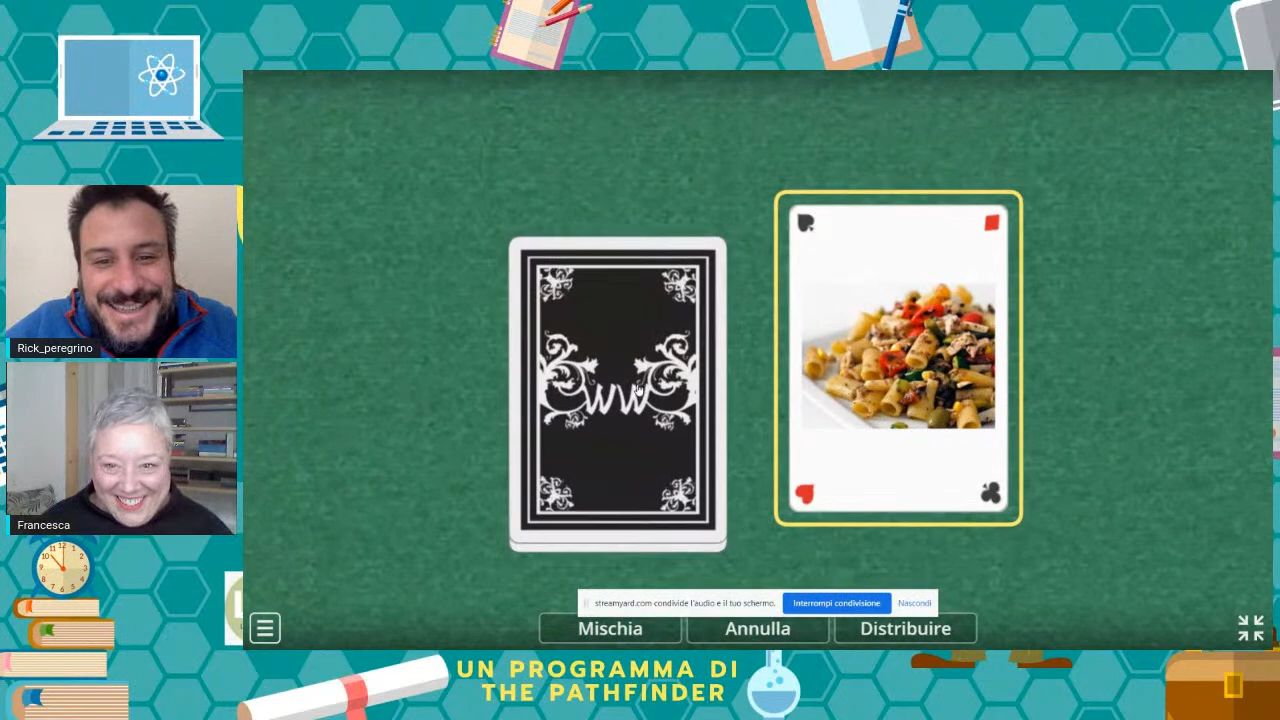 Rick_peregrino
Francesca
WW
streamyard.com condivide l'audio e il tuo schermo.
Interrompi condivisione
Nascondi
Mischia
Annulla
Distribuire
UN PROGRAMMA DI
THE PATHFINDER